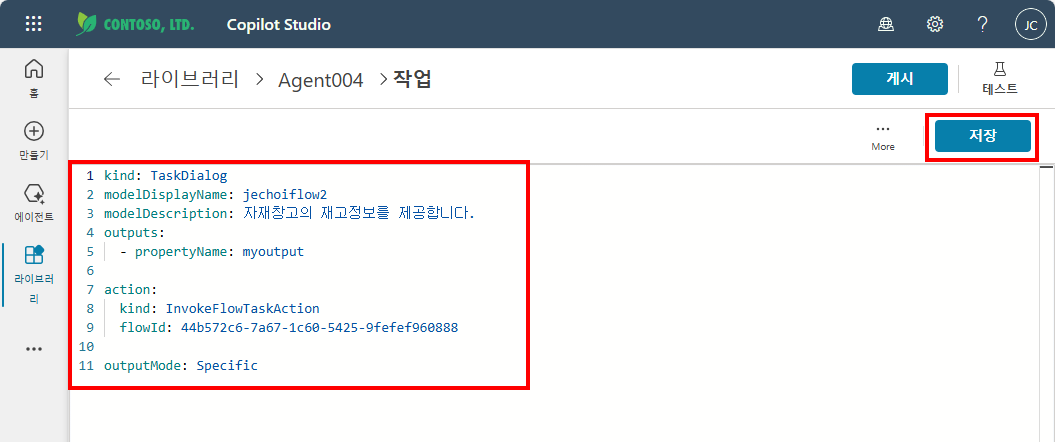 CONTOSO, LTD. Copilot Studio JC
홈
만들기
에이전트
라이브러
리
라이브러리 Agent004 작업
게시
테스트
More
저장
1 kind: TaskDialog
2 modelDisplayName: jechoiflow2
3 modelDescription: 자재창고의 재고정보를 제공합니다.
4 outputs:
5 - propertyName: myoutput
6
7 action:
8 kind: InvokeFlowTaskAction
9 flowId: 44b572c6-7a67-1c60-5425-9fefef960888
10
11 outputMode: Specific